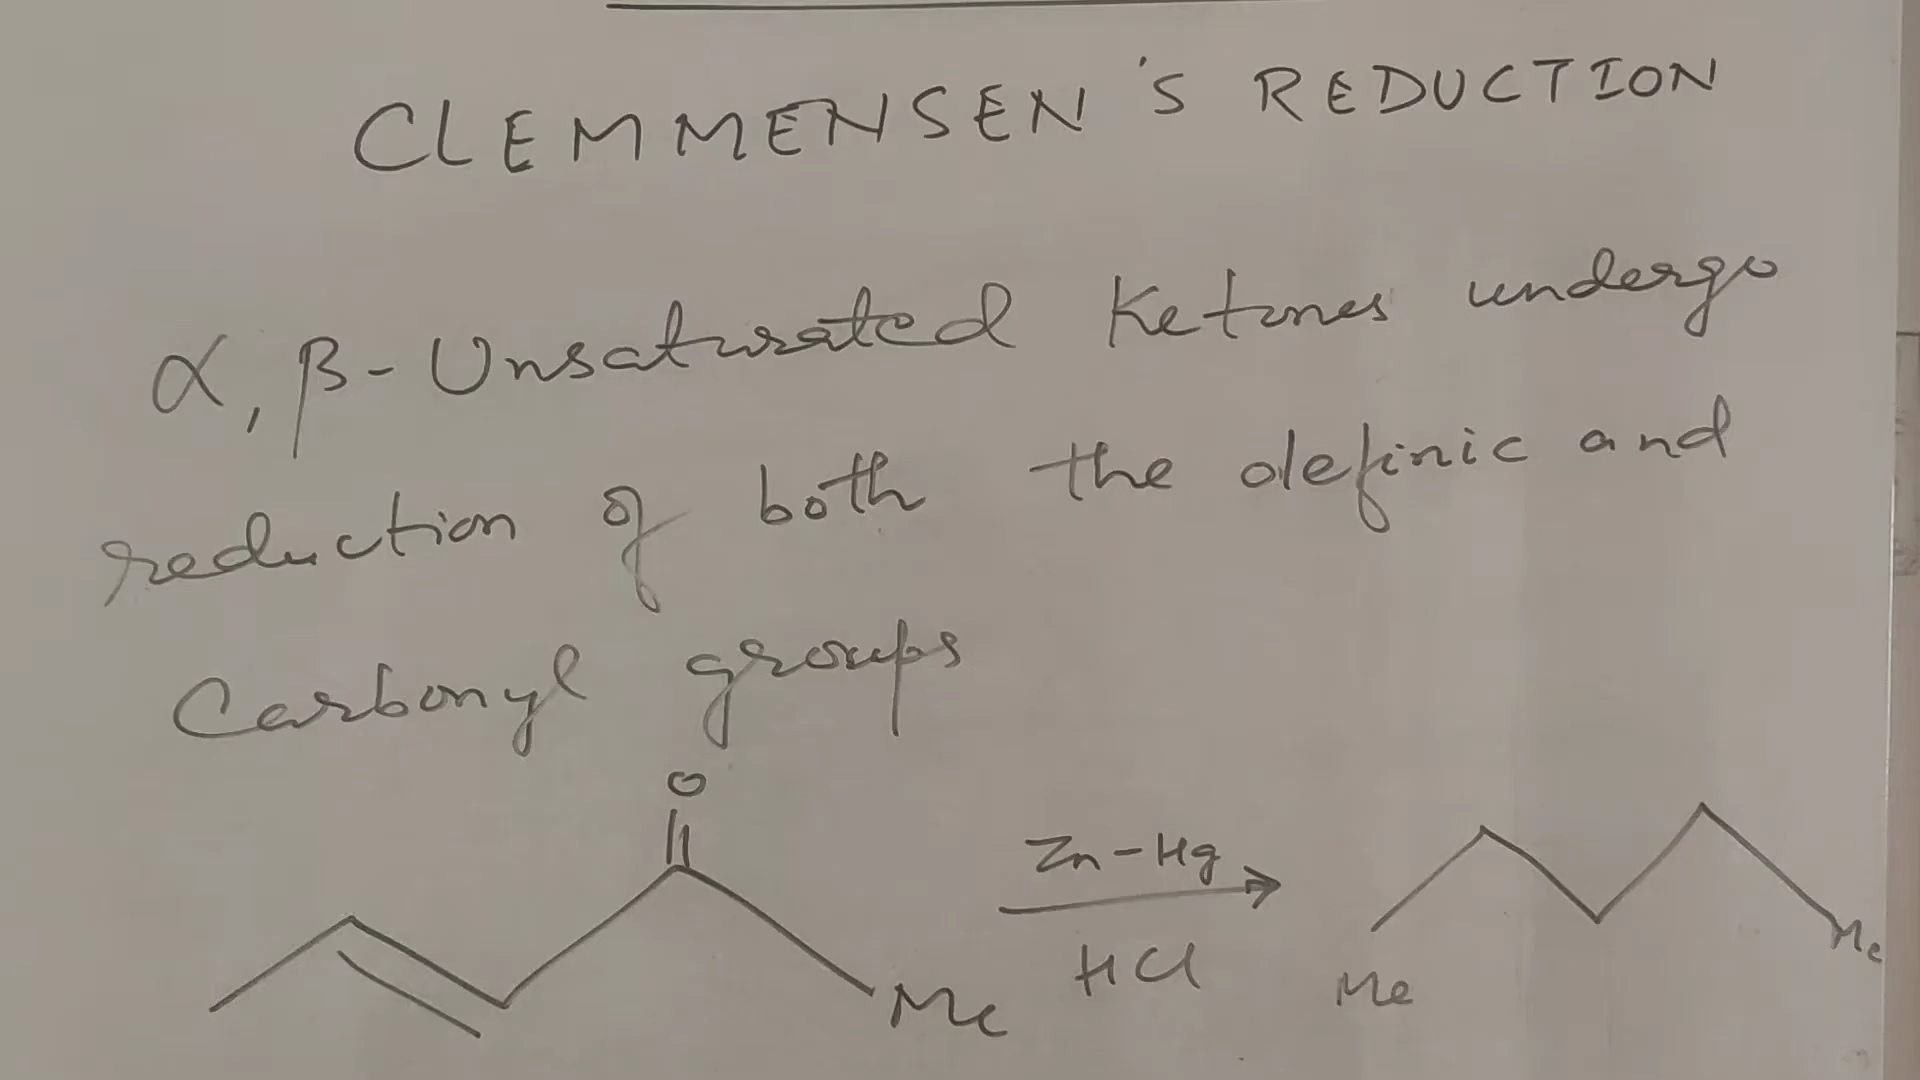 CLEMMENSEN'S REDUCTION
α, β-Unsaturated Ketones undergo
reduction of both the olefinic and
Carbonyl groups
O
Zn-Hg
HCl
Me
Me
Me